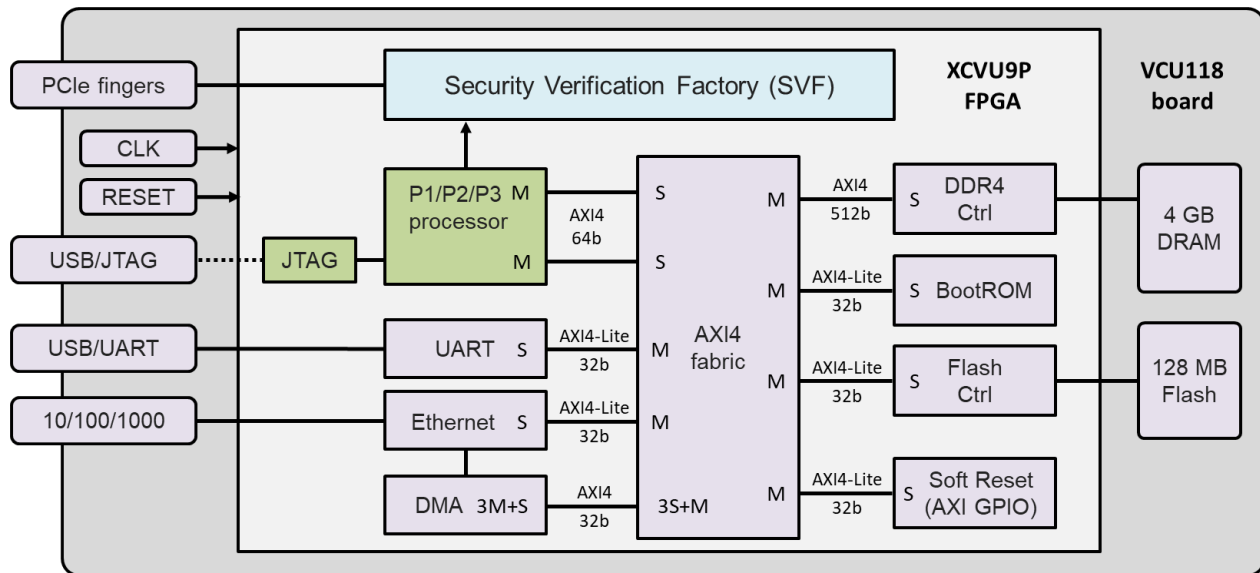 PCIe fingers
CLK
RESET
USB/JTAG
USB/UART
10/100/1000
Security Verification Factory (SVF)
XCVU9P
FPGA
VCU118
board
JTAG
P1/P2/P3 M
processor
M
AXI4
64b
UART S
AXI4-Lite
32b
Ethernet S
AXI4-Lite
32b
DMA 3M+S
AXI4
32b
S
S
M
M
3S+M
AXI4
fabric
M
M
M
M
AXI4
512b
AXI4-Lite
32b
AXI4-Lite
32b
AXI4-Lite
32b
S DDR4
Ctrl
S BootROM
S Flash
Ctrl
S Soft Reset
(AXI GPIO)
4 GB
DRAM
128 MB
Flash